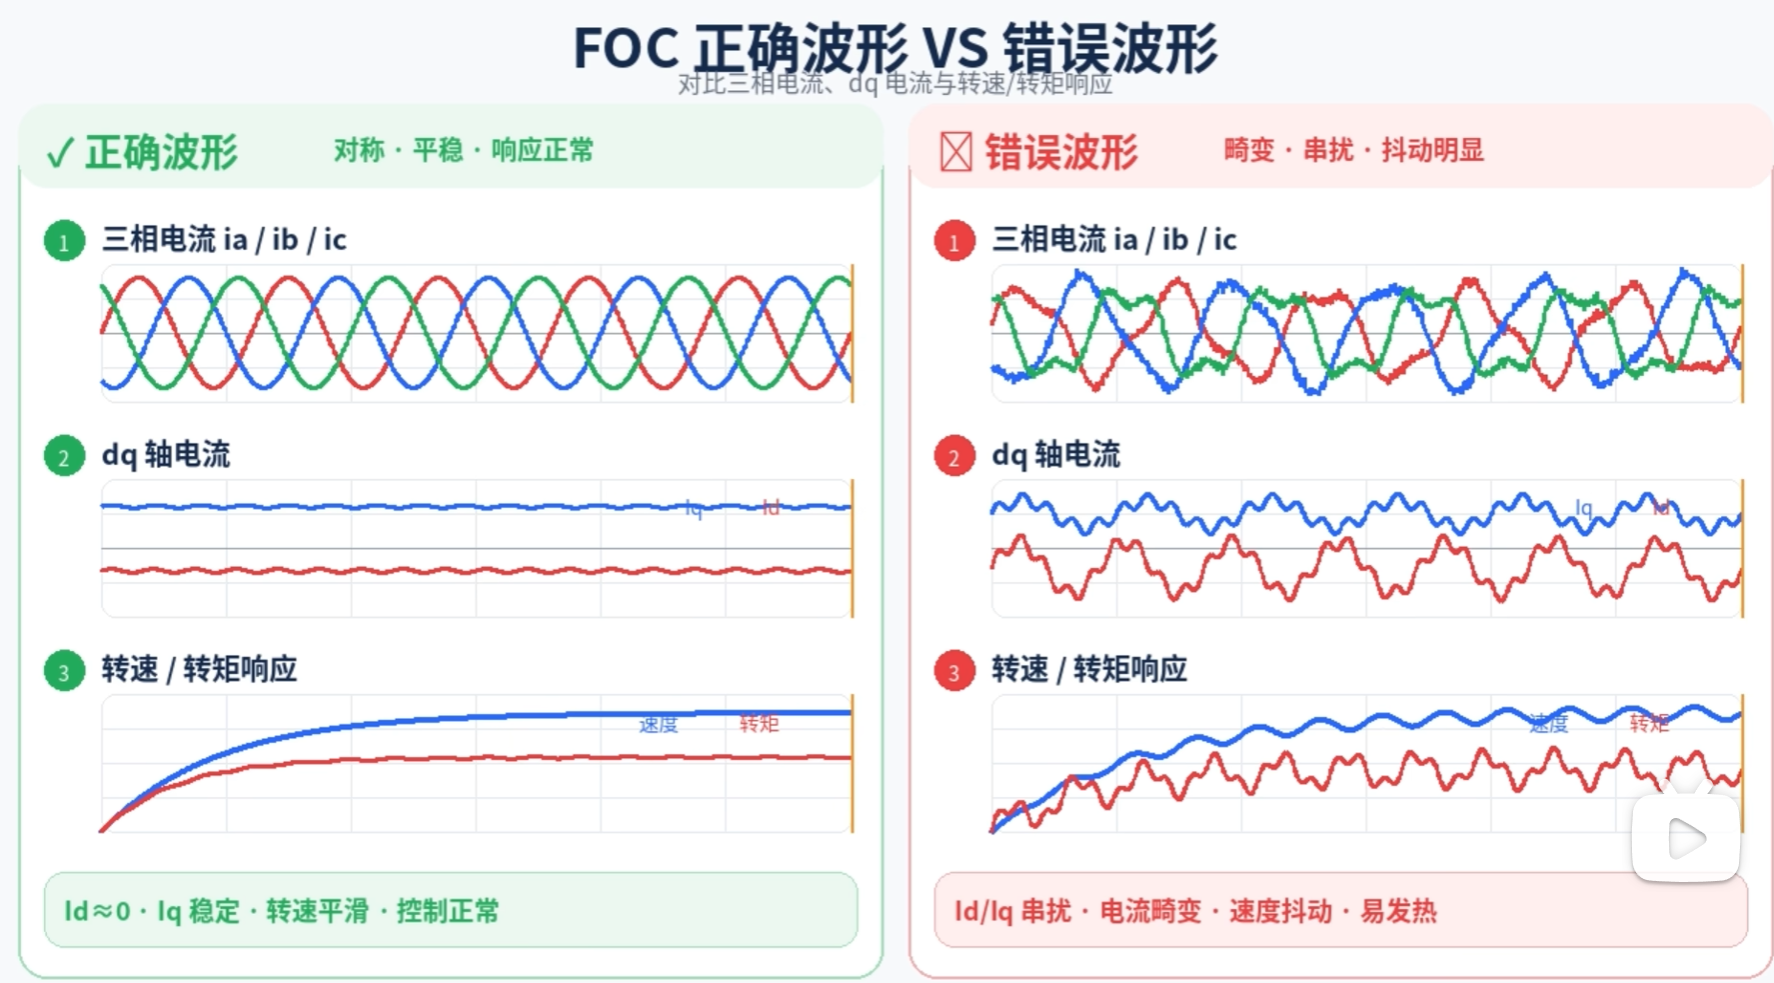 FOC 正确波形 VS 错误波形
对比三相电流、dq 电流与转速/转矩响应
✓ 正确波形 对称 · 平稳 · 响应正常
1 三相电流 ia / ib / ic
2 dq 轴电流
Iq Id
3 转速 / 转矩响应
速度 转矩
Id≈0 · Iq 稳定 · 转速平滑 · 控制正常
错误波形 畸变 · 串扰 · 抖动明显
1 三相电流 ia / ib / ic
2 dq 轴电流
Iq Id
3 转速 / 转矩响应
速度 转矩
Id/Iq 串扰 · 电流畸变 · 速度抖动 · 易发热